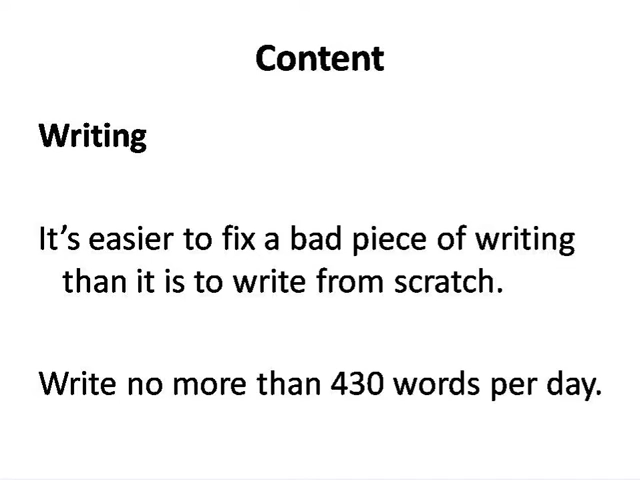 Content
Writing
It’s easier to fix a bad piece of writing
than it is to write from scratch.
Write no more than 430 words per day.